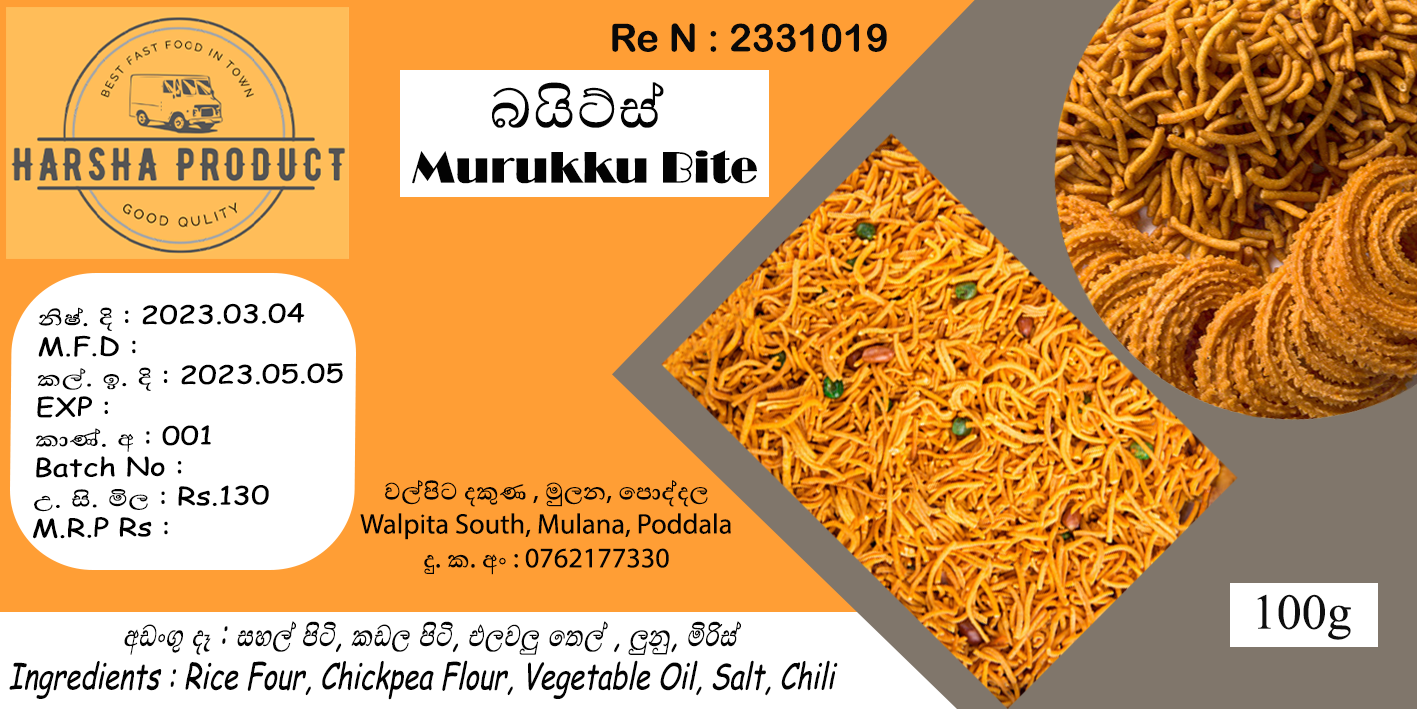 BEST FAST FOOD IN TOWN
HARSHA PRODUCT
GOOD QULITY
Re N : 2331019
බයිට්ස්
Murukku Bite
නිෂ්. දි : 2023.03.04
M.F.D :
කල්. ඉ. දි : 2023.05.05
EXP :
කාණ්. අ : 001
Batch No :
උ. සි. මිල : Rs.130
M.R.P Rs :
වල්පිට දකුණ , මුලන, පොද්දල
Walpita South, Mulana, Poddala
දු. ක. අං : 0762177330
100g
අඩංගු දෑ : සහල් පිටි, කඩල පිටි, එලවලු තෙල් , ලුනු, මිරිස්
Ingredients : Rice Four, Chickpea Flour, Vegetable Oil, Salt, Chili